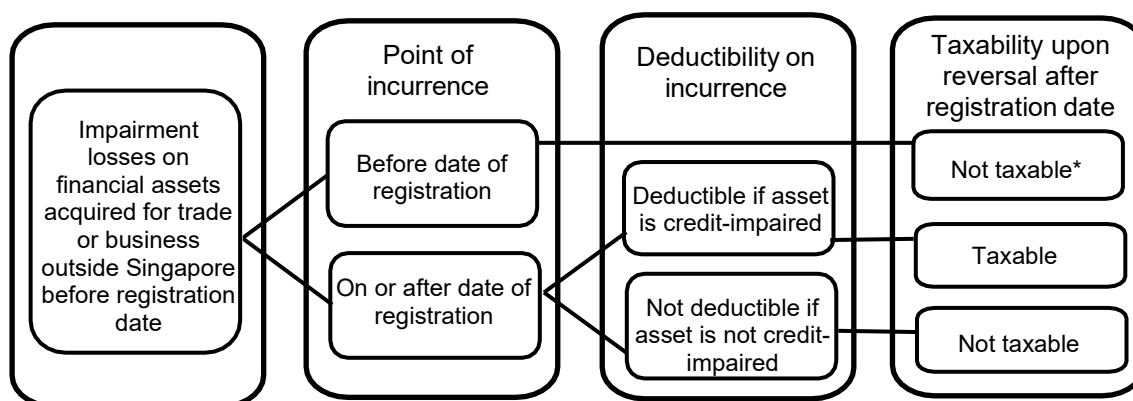 Impairment
losses on
financial assets
acquired for trade
or business
outside Singapore
before registration
date
Point of
incurrence
Before date of
registration
On or after date of
registration
Deductibility on
incurrence
Deductible if asset
is credit-impaired
Not deductible if
asset is not credit-
impaired
Taxability upon
reversal after
registration date
Not taxable*
Taxable
Not taxable